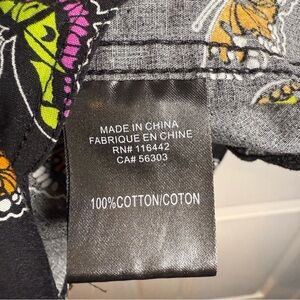 MADE IN CHINA
FABRIQUE EN CHINE
RN# 116442
CA# 56303
100%COTTON/COTON